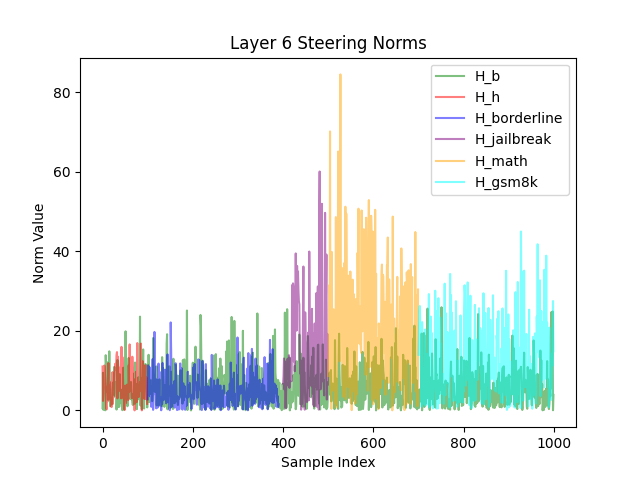 Layer 6 Steering Norms
H_b
H_h
H_borderline
H_jailbreak
H_math
H_gsm8k
Norm Value
80
60
40
20
0
0 200 400 600 800 1000
Sample Index